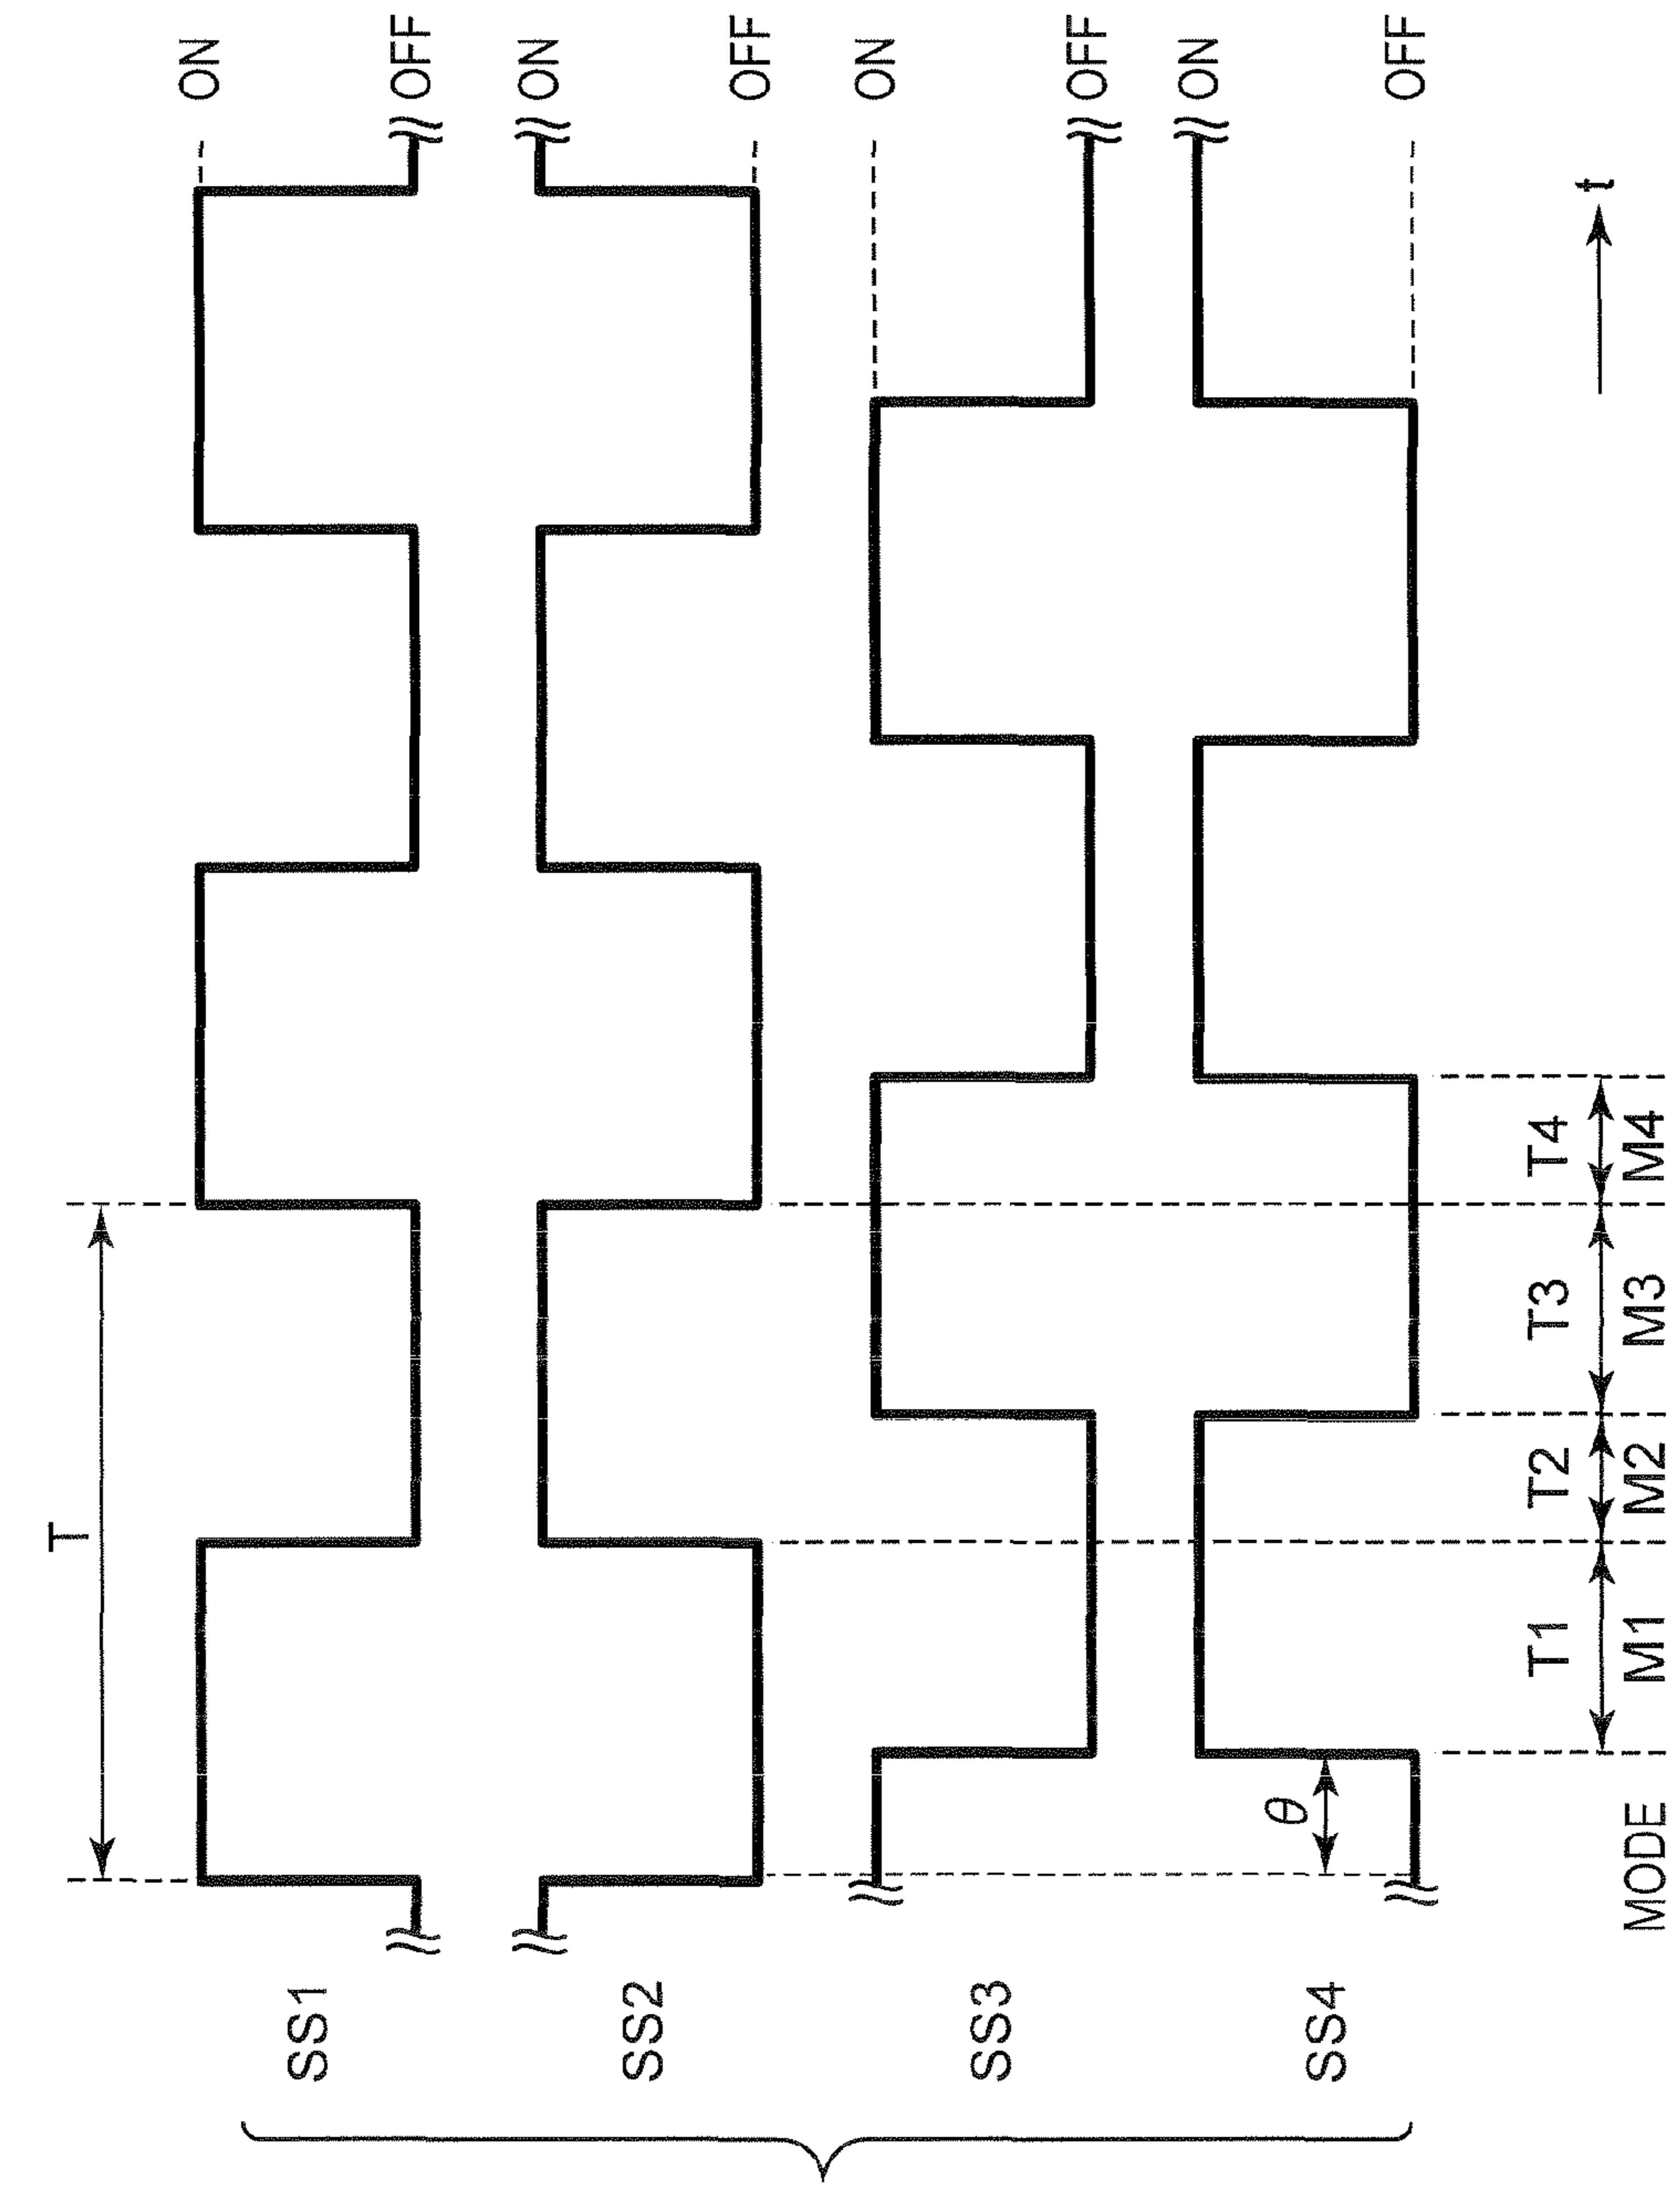 T
ON
SS1
OFF
ON
SS2
OFF
ON
SS3
OFF
ON
θ
SS4
OFF
T1 T2 T3 T4
t
MODE M1 M2 M3 M4